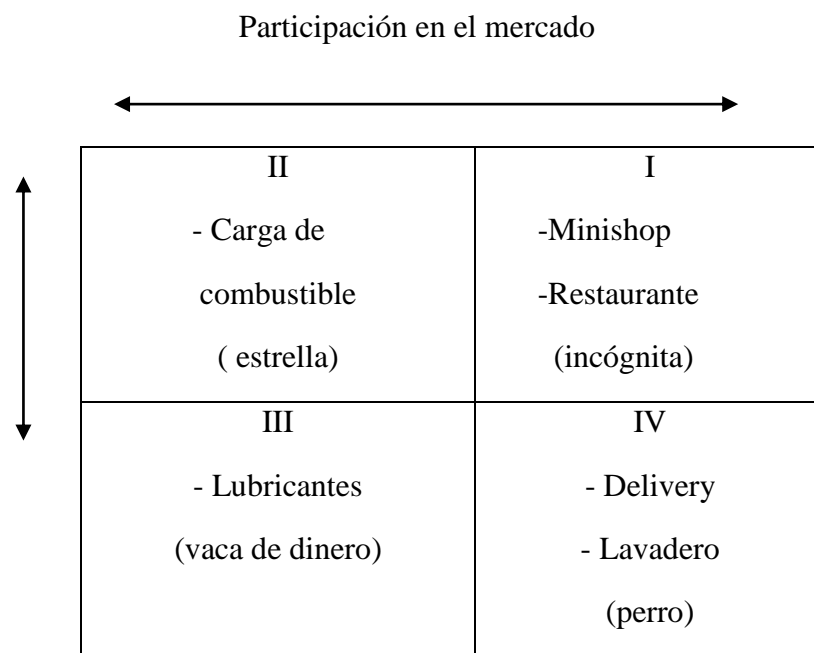 Participación en el mercado
II
- Carga de
combustible
( estrella)
I
-Minishop
-Restaurante
(incógnita)
III
- Lubricantes
(vaca de dinero)
IV
- Delivery
- Lavadero
(perro)